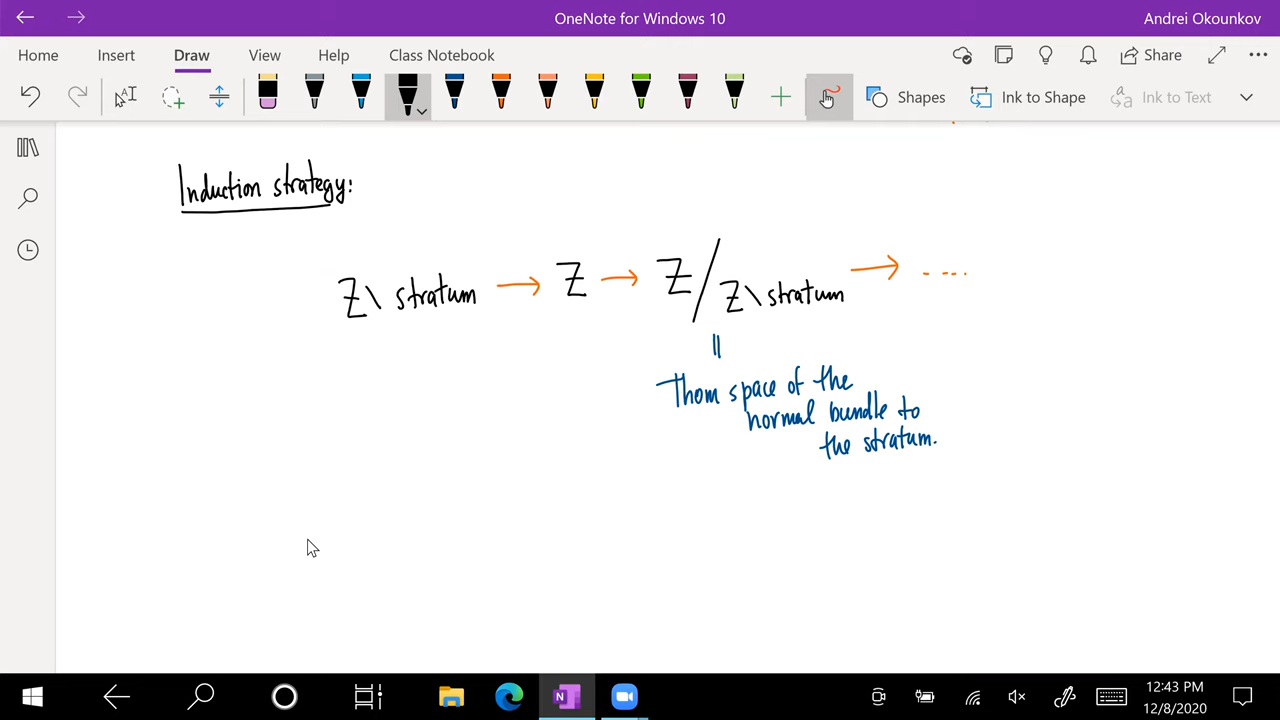 OneNote for Windows 10
Andrei Okounkov
Home Insert Draw View Help Class Notebook
Share
Shapes Ink to Shape Ink to Text
Induction strategy:
Z\ stratum → Z → Z / Z\ stratum → ....
||
Thom space of the
normal bundle to
the stratum.
12:43 PM
12/8/2020